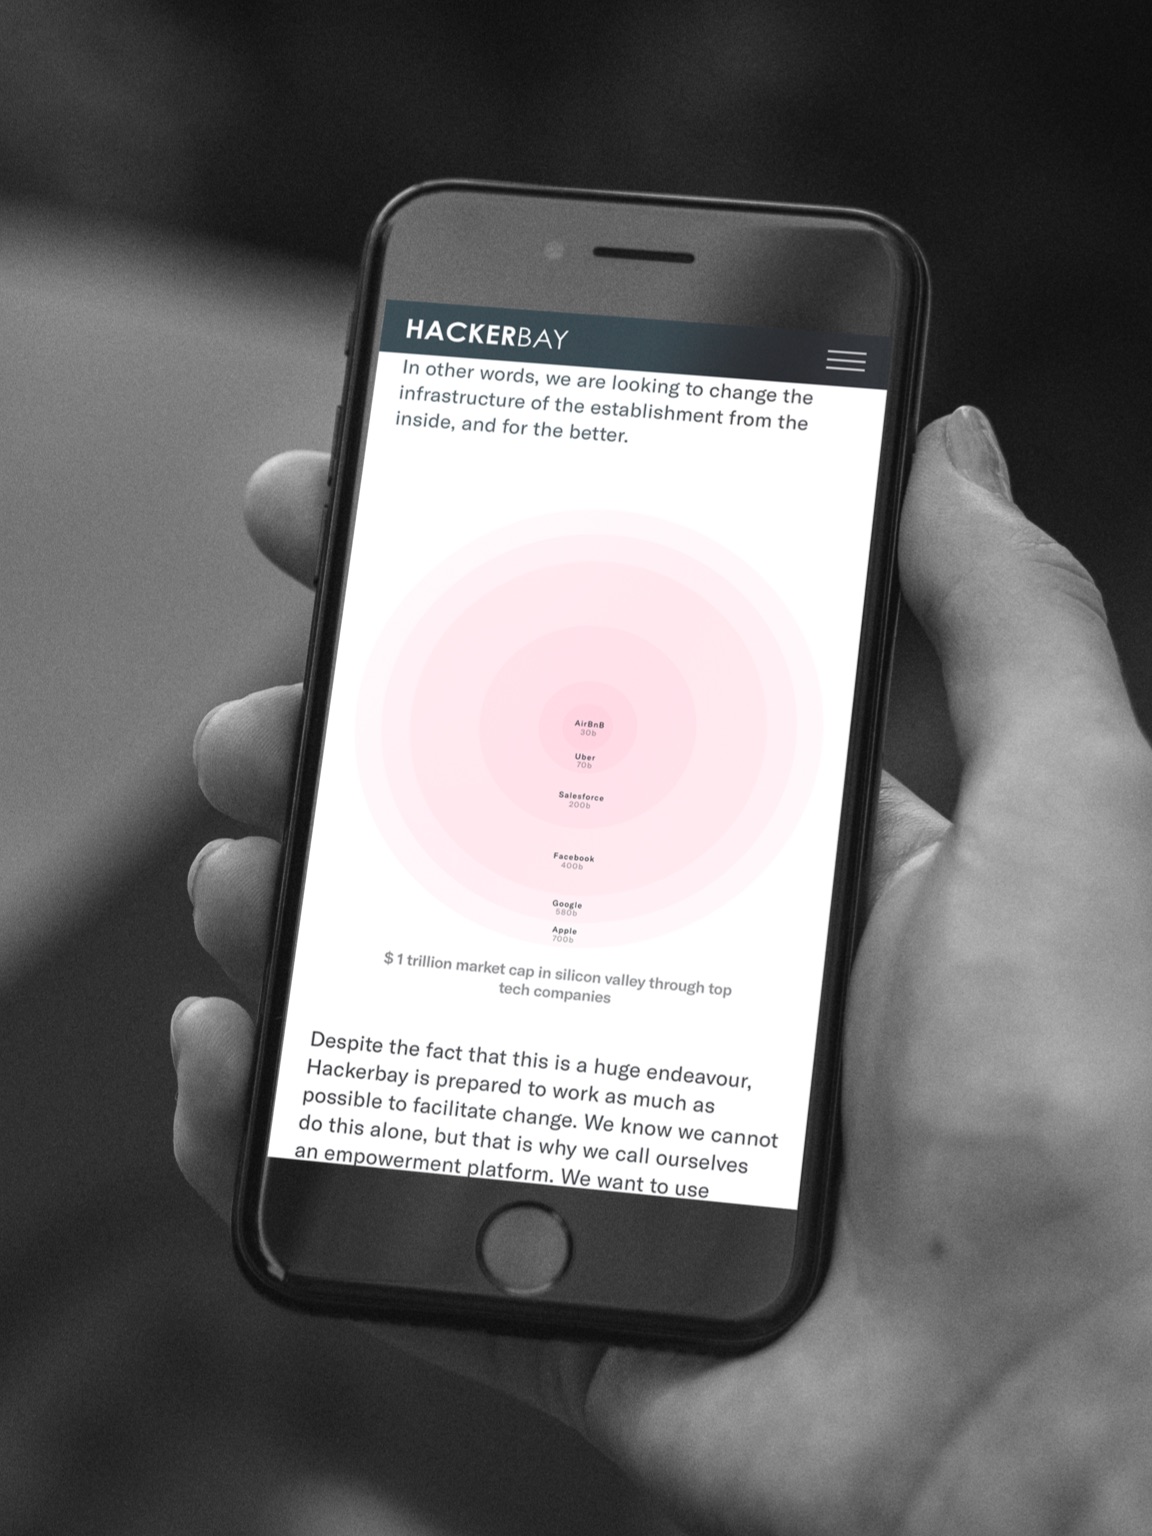 HACKERBAY
In other words, we are looking to change the
infrastructure of the establishment from the
inside, and for the better.
AirBnB
30b
Uber
70b
Salesforce
200b
Facebook
400b
Google
580b
Apple
700b
$ 1 trillion market cap in silicon valley through top
tech companies
Despite the fact that this is a huge endeavour,
Hackerbay is prepared to work as much as
possible to facilitate change. We know we cannot
do this alone, but that is why we call ourselves
an empowerment platform. We want to use